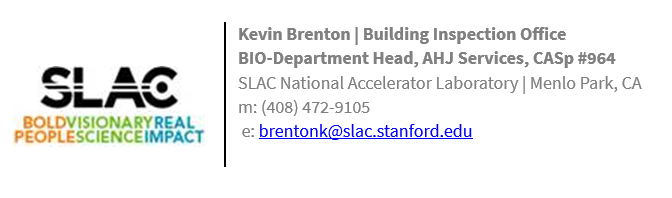 SLAC
BOLDVISIONARYREAL
PEOPLESCIENCEIMPACT
Kevin Brenton | Building Inspection Office
BIO-Department Head, AHJ Services, CASp #964
SLAC National Accelerator Laboratory | Menlo Park, CA
m: (408) 472-9105
e: brentonk@slac.stanford.edu